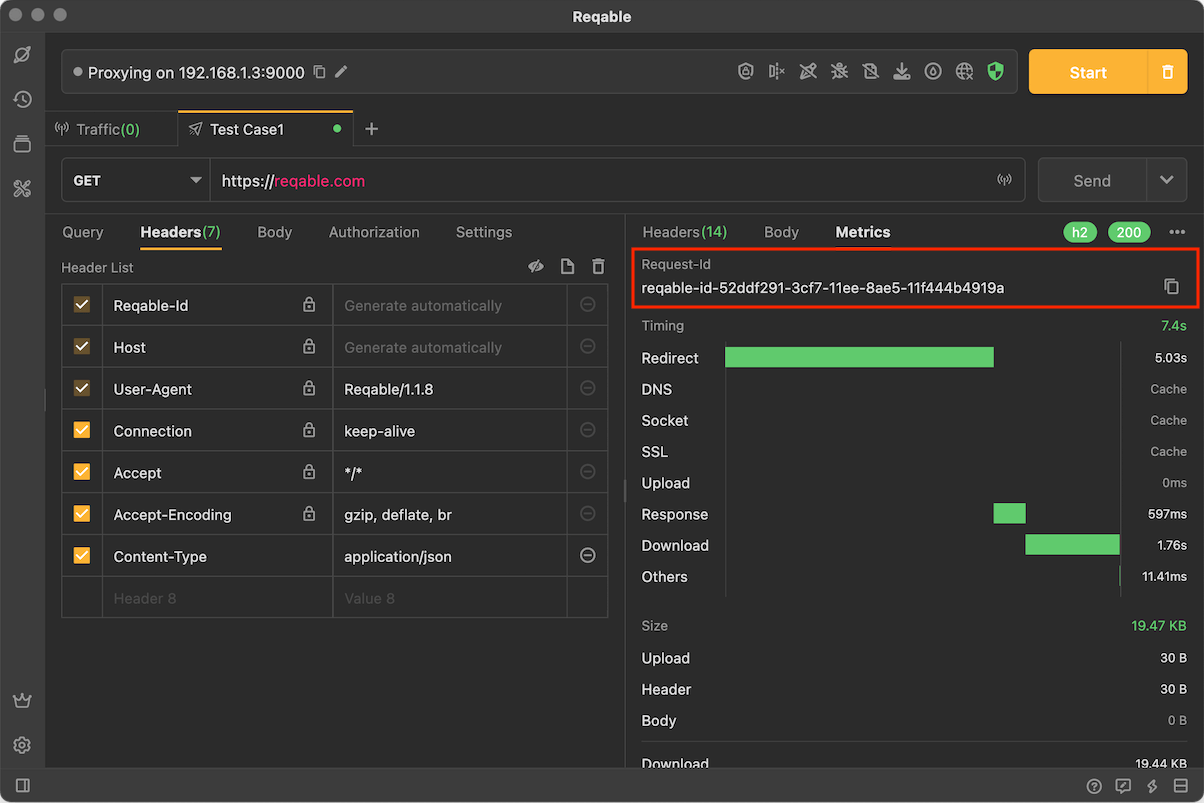 Reqable
Proxying on 192.168.1.3:9000
Start
Traffic(0)
Test Case1
GET
https://reqable.com
Send
Query
Headers(7)
Body
Authorization
Settings
Header List
Reqable-Id
Generate automatically
Host
Generate automatically
User-Agent
Reqable/1.1.8
Connection
keep-alive
Accept
*/*
Accept-Encoding
gzip, deflate, br
Content-Type
application/json
Header 8
Value 8
Headers(14)
Body
Metrics
h2
200
Request-Id
reqable-id-52ddf291-3cf7-11ee-8ae5-11f444b4919a
Timing
7.4s
Redirect
5.03s
DNS
Cache
Socket
Cache
SSL
Cache
Upload
0ms
Response
597ms
Download
1.76s
Others
11.41ms
Size
19.47 KB
Upload
30 B
Header
30 B
Body
0 B
Download
19.44 KB